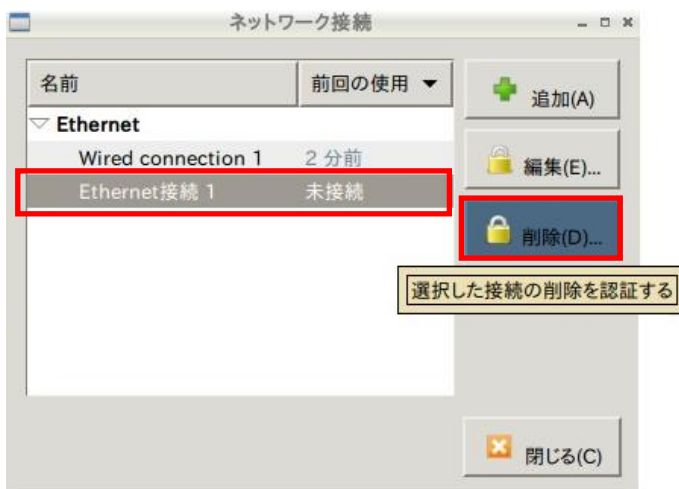 ネットワーク接続
名前 前回の使用
追加(A)
Ethernet
Wired connection 1 2 分前
編集(E)...
Ethernet接続 1 未接続
削除(D)...
選択した接続の削除を認証する
閉じる(C)